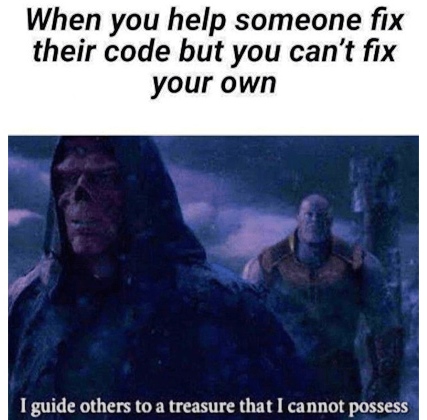 When you help someone fix
their code but you can't fix
your own
I guide others to a treasure that I cannot possess